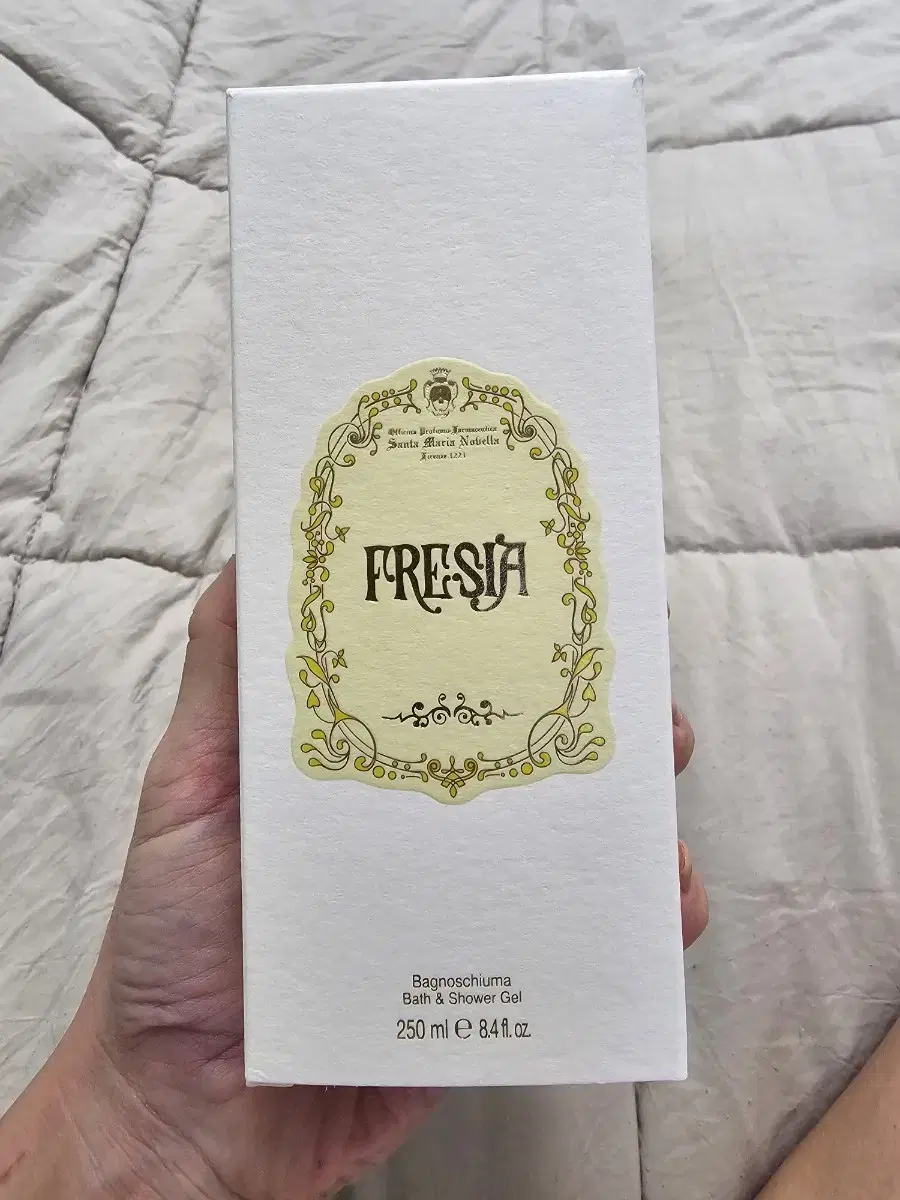 Officina Profumo-Farmaceutica
Santa Maria Novella
Firenze 1221
FRESIA
Bagnoschiuma
Bath & Shower Gel
250 ml ℮ 8.4 fl. oz.